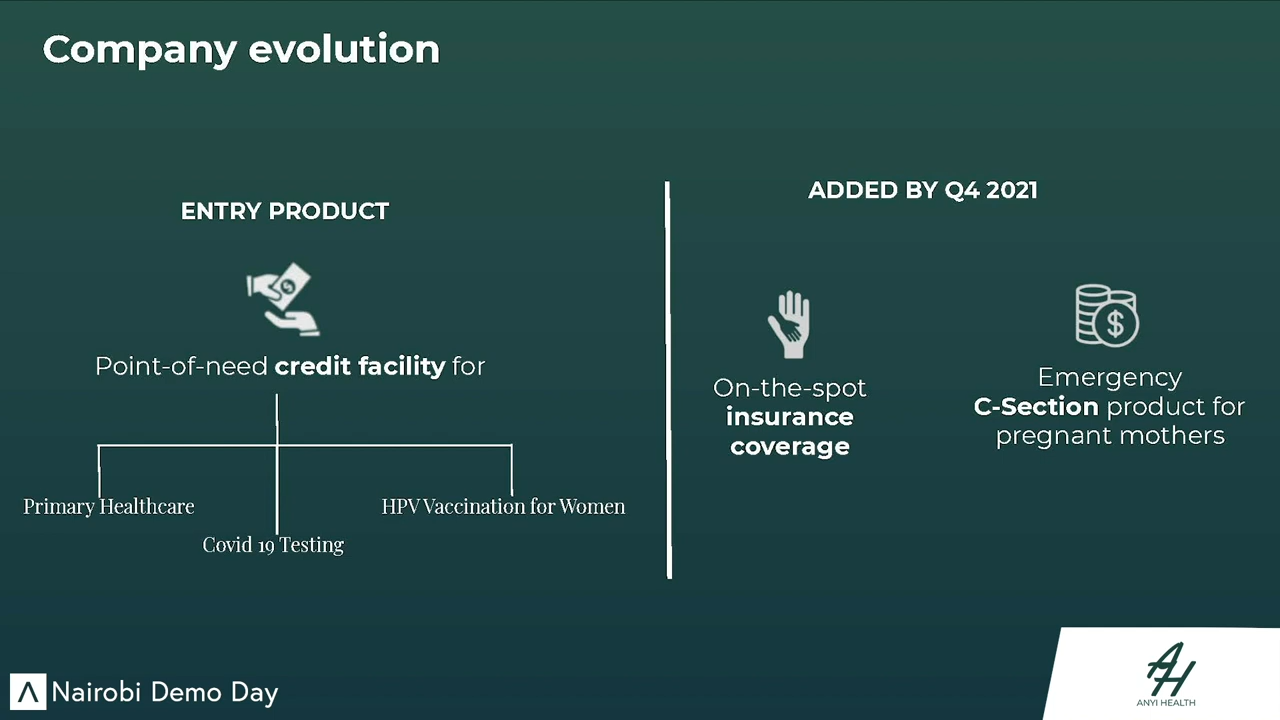 Company evolution
ENTRY PRODUCT
Point-of-need credit facility for
Primary Healthcare
Covid 19 Testing
HPV Vaccination for Women
ADDED BY Q4 2021
On-the-spot
insurance
coverage
Emergency
C-Section product for
pregnant mothers
Nairobi Demo Day
AH
ANYI HEALTH